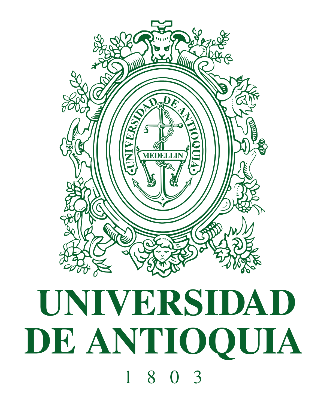 UNIVERSIDAD DE ANTIOQUIA
MEDELLIN
UNIVERSIDAD
DE ANTIOQUIA
1803